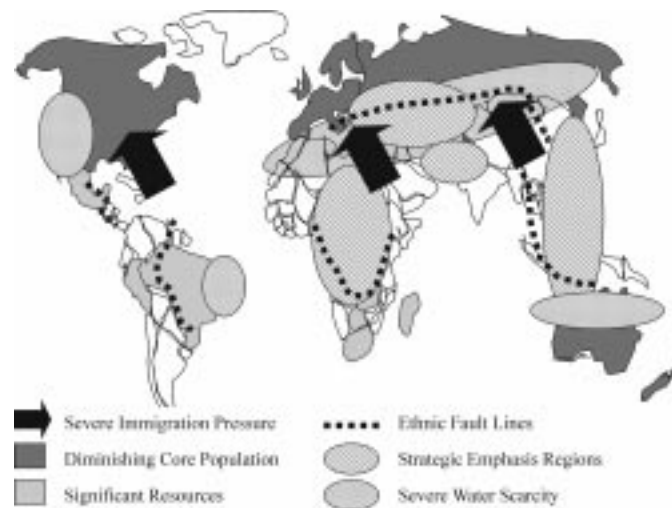 Severe Immigration Pressure
Ethnic Fault Lines
Diminishing Core Population
Strategic Emphasis Regions
Significant Resources
Severe Water Scarcity